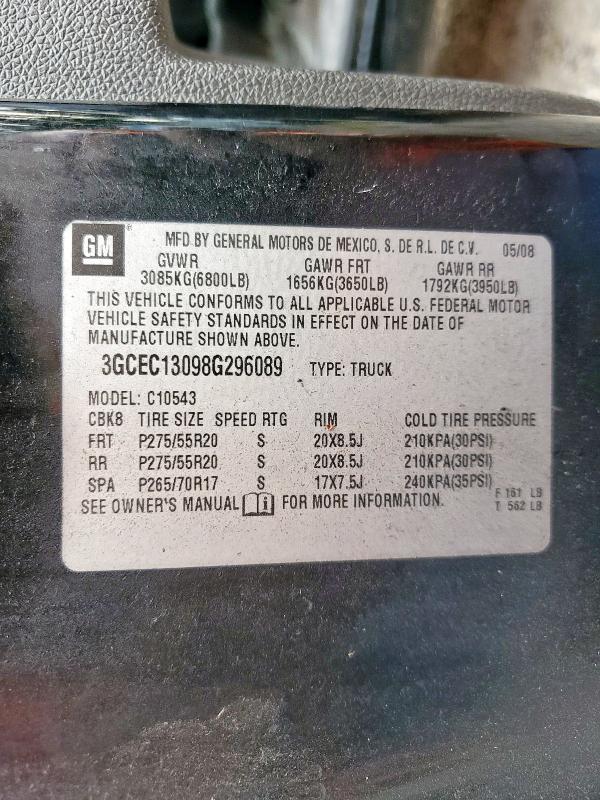 GM
MFD BY GENERAL MOTORS DE MEXICO, S. DE R.L. DE C.V. 05/08
GVWR GAWR FRT GAWR RR
3085KG(6800LB) 1656KG(3650LB) 1792KG(3950LB)
THIS VEHICLE CONFORMS TO ALL APPLICABLE U.S. FEDERAL MOTOR
VEHICLE SAFETY STANDARDS IN EFFECT ON THE DATE OF
MANUFACTURE SHOWN ABOVE.
3GCEC13098G296089 TYPE: TRUCK
MODEL: C10543
CBK8 TIRE SIZE SPEED RTG RIM COLD TIRE PRESSURE
FRT P275/55R20 S 20X8.5J 210KPA(30PSI)
RR P275/55R20 S 20X8.5J 210KPA(30PSI)
SPA P265/70R17 S 17X7.5J 240KPA(35PSI)
SEE OWNER'S MANUAL i FOR MORE INFORMATION.
F 161 LB
T 562 LB